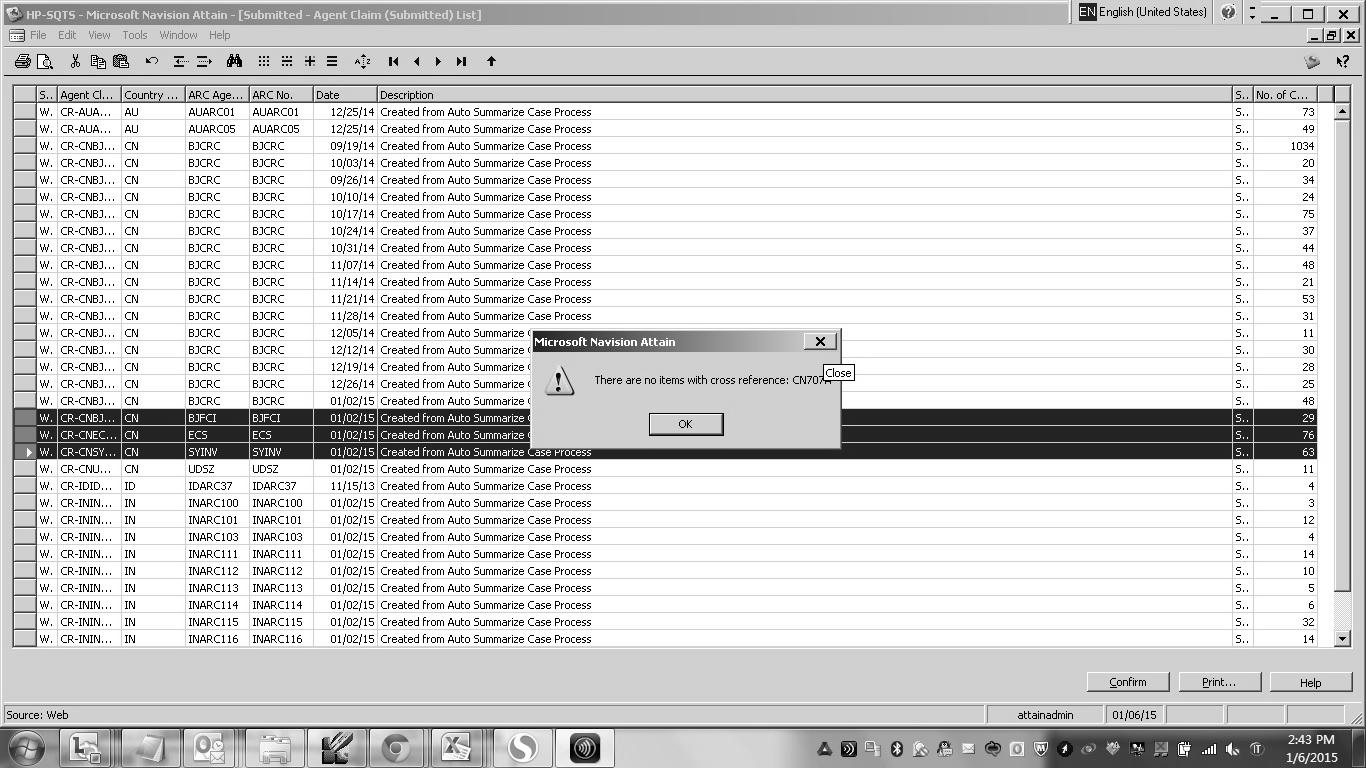 HP-SQTS - Microsoft Navision Attain - [Submitted - Agent Claim (Submitted) List]
EN English (United States)
File Edit View Tools Window Help
S.. Agent Cl... Country ... ARC Age... ARC No. Date Description S.. No. of C...
W. CR-AUA... AU AUARC01 AUARC01 12/25/14 Created from Auto Summarize Case Process S.. 73
W. CR-AUA... AU AUARC05 AUARC05 12/25/14 Created from Auto Summarize Case Process S.. 49
W. CR-CNBJ... CN BJCRC BJCRC 09/19/14 Created from Auto Summarize Case Process S.. 1034
W. CR-CNBJ... CN BJCRC BJCRC 10/03/14 Created from Auto Summarize Case Process S.. 20
W. CR-CNBJ... CN BJCRC BJCRC 09/26/14 Created from Auto Summarize Case Process S.. 34
W. CR-CNBJ... CN BJCRC BJCRC 10/10/14 Created from Auto Summarize Case Process S.. 24
W. CR-CNBJ... CN BJCRC BJCRC 10/17/14 Created from Auto Summarize Case Process S.. 75
W. CR-CNBJ... CN BJCRC BJCRC 10/24/14 Created from Auto Summarize Case Process S.. 37
W. CR-CNBJ... CN BJCRC BJCRC 10/31/14 Created from Auto Summarize Case Process S.. 44
W. CR-CNBJ... CN BJCRC BJCRC 11/07/14 Created from Auto Summarize Case Process S.. 48
W. CR-CNBJ... CN BJCRC BJCRC 11/14/14 Created from Auto Summarize Case Process S.. 21
W. CR-CNBJ... CN BJCRC BJCRC 11/21/14 Created from Auto Summarize Case Process S.. 53
W. CR-CNBJ... CN BJCRC BJCRC 11/28/14 Created from Auto Summarize Case Process S.. 31
W. CR-CNBJ... CN BJCRC BJCRC 12/05/14 Created from Auto Summarize S.. 11
W. CR-CNBJ... CN BJCRC BJCRC 12/12/14 Created from Auto Summarize S.. 30
W. CR-CNBJ... CN BJCRC BJCRC 12/19/14 Created from Auto Summarize S.. 28
W. CR-CNBJ... CN BJCRC BJCRC 12/26/14 Created from Auto Summarize S.. 25
W. CR-CNBJ... CN BJCRC BJCRC 01/02/15 Created from Auto Summarize S.. 48
W. CR-CNBJ... CN BJFCI BJFCI 01/02/15 Created from Auto Summarize S.. 29
W. CR-CNEC... CN ECS ECS 01/02/15 Created from Auto Summarize S.. 76
W. CR-CNSY... CN SYINV SYINV 01/02/15 Created from Auto Summarize Case Process S.. 63
W. CR-CNU... CN UDSZ UDSZ 01/02/15 Created from Auto Summarize Case Process S.. 11
W. CR-IDID... ID IDARC37 IDARC37 11/15/13 Created from Auto Summarize Case Process S.. 4
W. CR-ININ... IN INARC100 INARC100 01/02/15 Created from Auto Summarize Case Process S.. 3
W. CR-ININ... IN INARC101 INARC101 01/02/15 Created from Auto Summarize Case Process S.. 12
W. CR-ININ... IN INARC103 INARC103 01/02/15 Created from Auto Summarize Case Process S.. 4
W. CR-ININ... IN INARC111 INARC111 01/02/15 Created from Auto Summarize Case Process S.. 14
W. CR-ININ... IN INARC112 INARC112 01/02/15 Created from Auto Summarize Case Process S.. 10
W. CR-ININ... IN INARC113 INARC113 01/02/15 Created from Auto Summarize Case Process S.. 5
W. CR-ININ... IN INARC114 INARC114 01/02/15 Created from Auto Summarize Case Process S.. 6
W. CR-ININ... IN INARC115 INARC115 01/02/15 Created from Auto Summarize Case Process S.. 32
W. CR-ININ... IN INARC116 INARC116 01/02/15 Created from Auto Summarize Case Process S.. 14
Microsoft Navision Attain
There are no items with cross reference: CN707A
Close
OK
Confirm Print... Help
Source: Web attainadmin 01/06/15
2:43 PM
1/6/2015